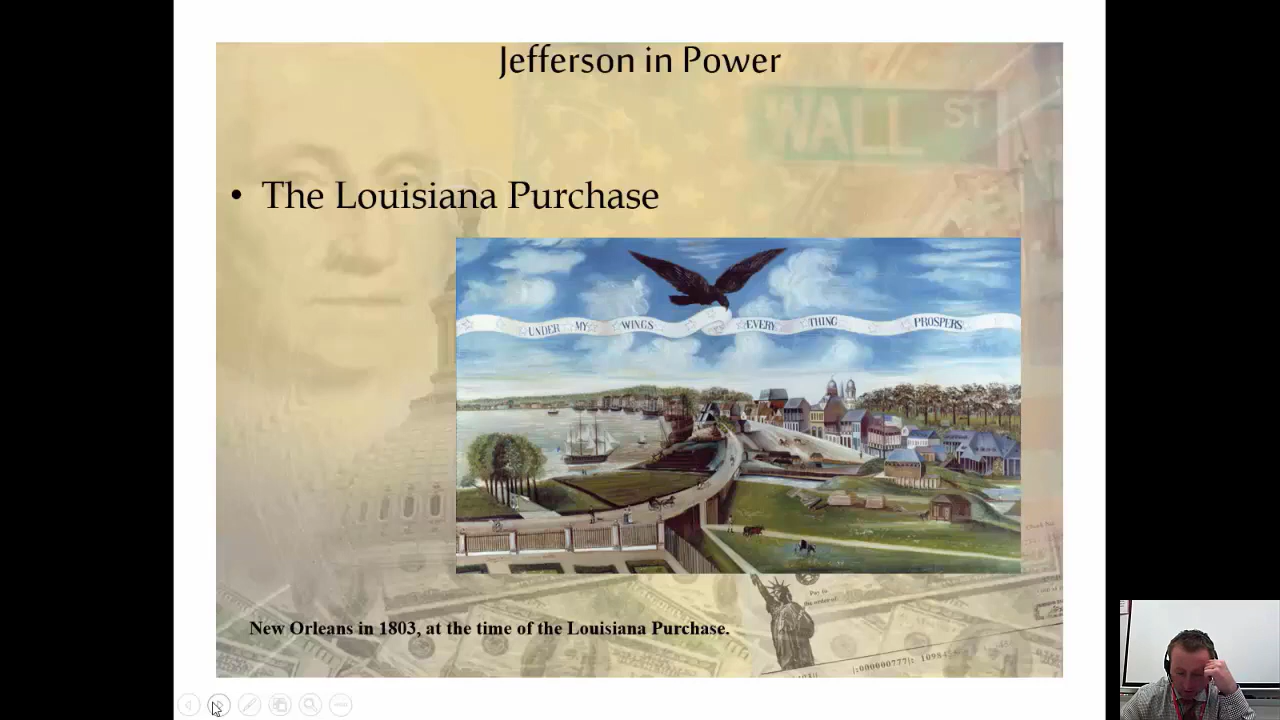 Jefferson in Power
WALL ST
• The Louisiana Purchase
UNDER MY WINGS EVERY THING PROSPERS
New Orleans in 1803, at the time of the Louisiana Purchase.